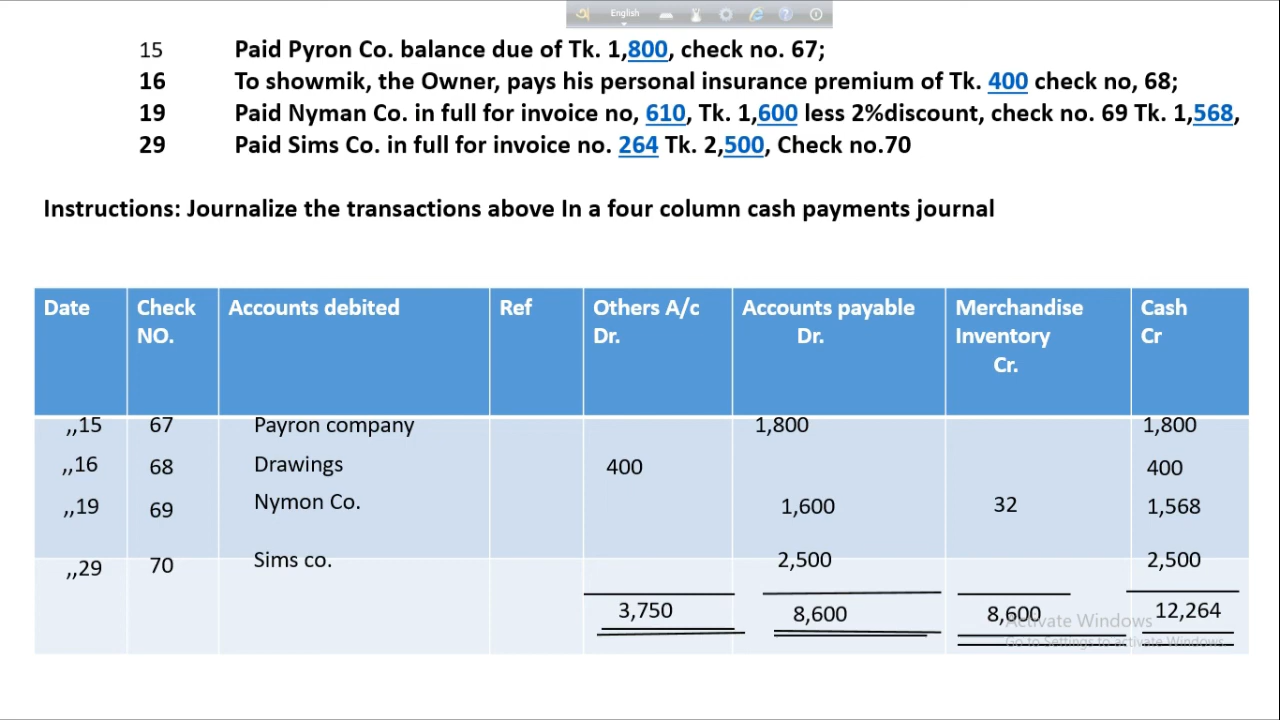 English
15 Paid Pyron Co. balance due of Tk. 1,800, check no. 67;
16 To showmik, the Owner, pays his personal insurance premium of Tk. 400 check no, 68;
19 Paid Nyman Co. in full for invoice no, 610, Tk. 1,600 less 2%discount, check no. 69 Tk. 1,568,
29 Paid Sims Co. in full for invoice no. 264 Tk. 2,500, Check no.70
Instructions: Journalize the transactions above In a four column cash payments journal
Date Check Accounts debited Ref Others A/c Accounts payable Merchandise Cash
NO. Dr. Dr. Inventory Cr
Cr.
,,15 67 Payron company 1,800 1,800
,,16 68 Drawings 400 400
,,19 69 Nymon Co. 1,600 32 1,568
,,29 70 Sims co. 2,500 2,500
3,750 8,600 8,600 12,264
Activate Windows
Go to Settings to activate Windows.